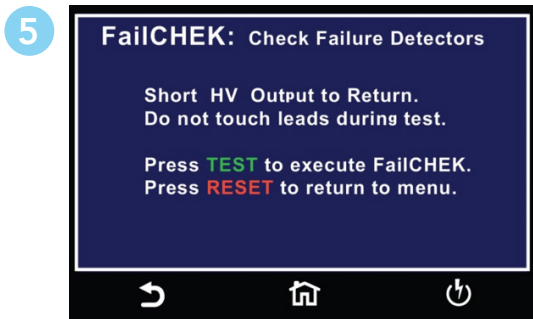 5
FailCHEK: Check Failure Detectors
Short HV Output to Return.
Do not touch leads during test.
Press TEST to execute FailCHEK.
Press RESET to return to menu.